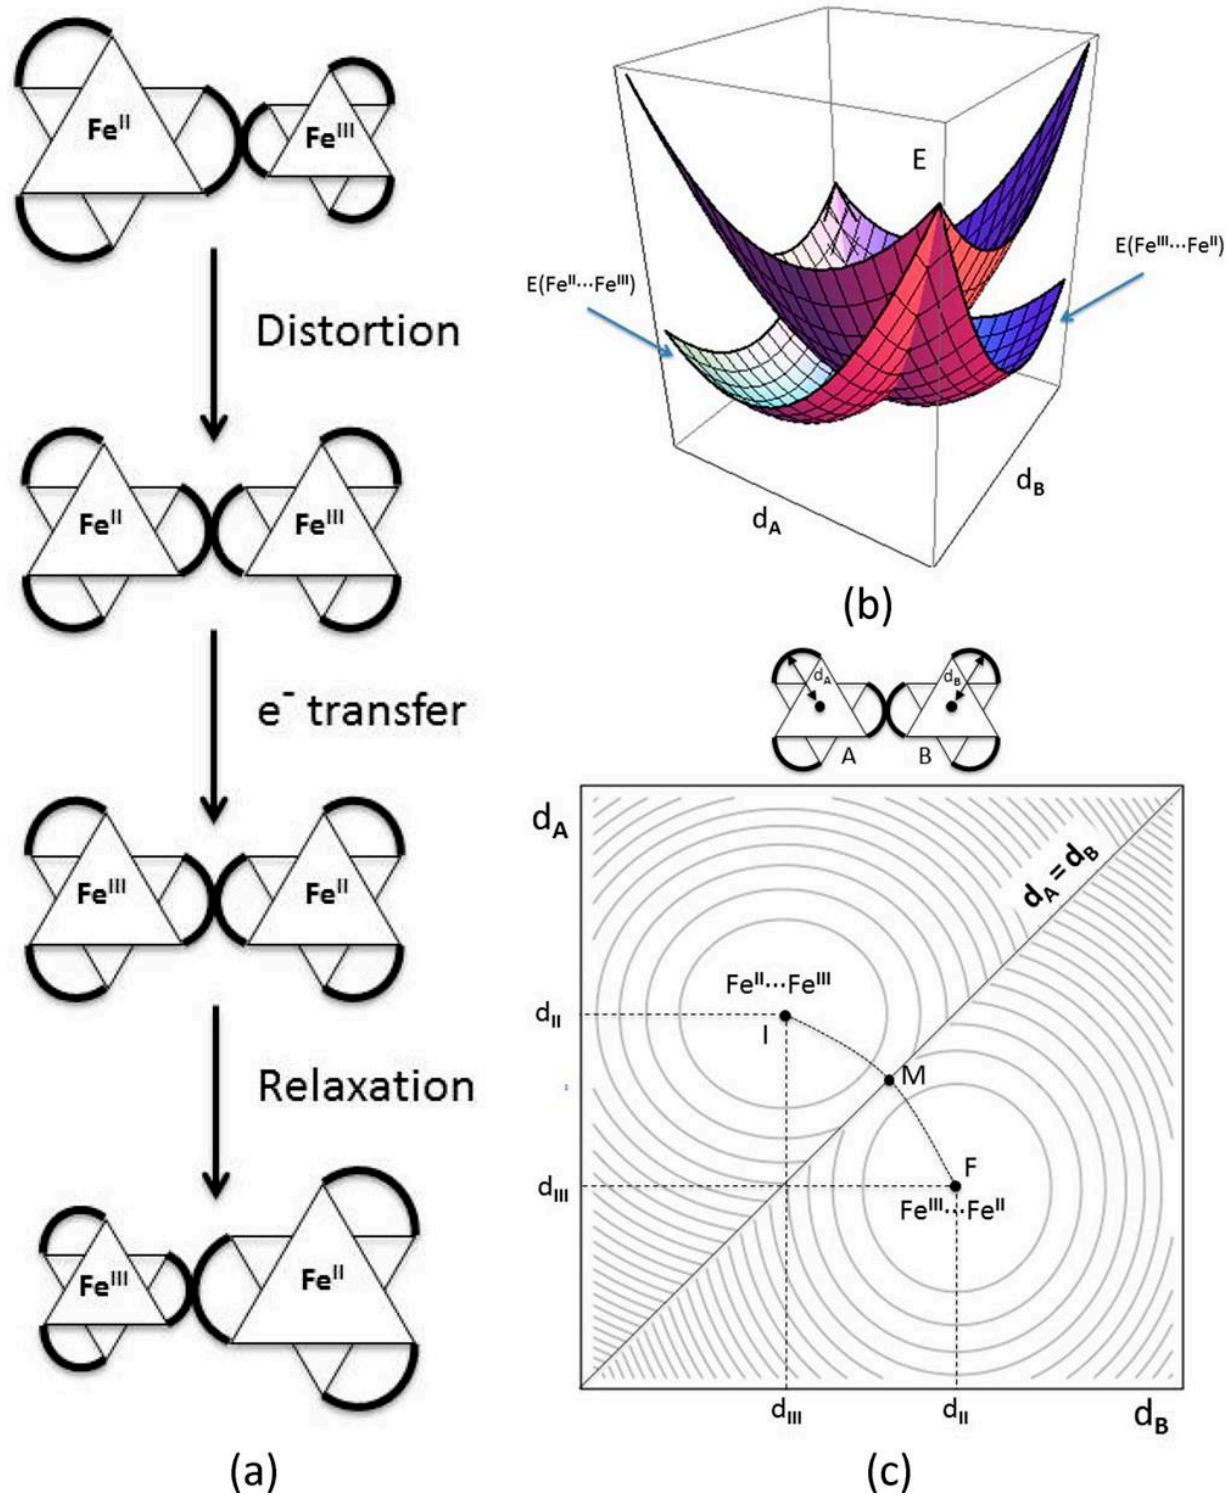 Fe^II
Fe^III
Distortion
Fe^II
Fe^III
e^- transfer
Fe^III
Fe^II
Relaxation
Fe^III
Fe^II
(a)
E
E(Fe^II...Fe^III)
E(Fe^III...Fe^II)
d_A
d_B
(b)
d_A
d_B
A
B
d_A
d_A = d_B
Fe^II...Fe^III
d_II
I
M
F
d_III
Fe^III...Fe^II
d_III
d_II
d_B
(c)